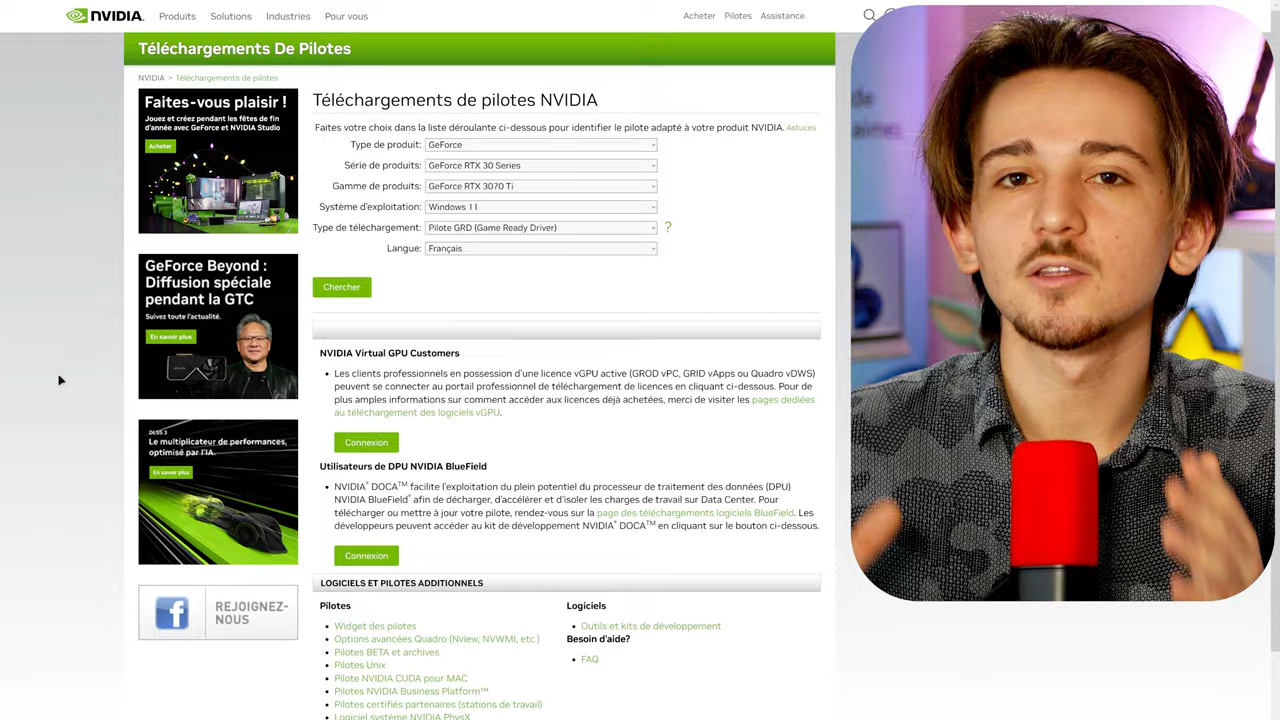 NVIDIA.
Produits
Solutions
Industries
Pour vous
Acheter
Pilotes
Assistance
Téléchargements De Pilotes
NVIDIA > Téléchargements de pilotes
Faites-vous plaisir !
Jouez et créez pendant les fêtes de fin
d'année avec GeForce et NVIDIA Studio
Acheter
GeForce Beyond :
Diffusion spéciale
pendant la GTC
Suivez toute l'actualité.
En savoir plus
DLSS 3
Le multiplicateur de performances,
optimisé par l'IA.
En savoir plus
REJOIGNEZ-
NOUS
Téléchargements de pilotes NVIDIA
Faites votre choix dans la liste déroulante ci-dessous pour identifier le pilote adapté à votre produit NVIDIA. Astuces
Type de produit: GeForce
Série de produits: GeForce RTX 30 Series
Gamme de produits: GeForce RTX 3070 Ti
Système d'exploitation: Windows 11
Type de téléchargement: Pilote GRD (Game Ready Driver) ?
Langue: Français
Chercher
NVIDIA Virtual GPU Customers
• Les clients professionnels en possession d'une licence vGPU active (GROD vPC, GRID vApps ou Quadro vDWS)
peuvent se connecter au portail professionnel de téléchargement de licences en cliquant ci-dessous. Pour de
plus amples informations sur comment accéder aux licences déjà achetées, merci de visiter les pages dediées
au téléchargement des logiciels vGPU.
Connexion
Utilisateurs de DPU NVIDIA BlueField
• NVIDIA® DOCA™ facilite l'exploitation du plein potentiel du processeur de traitement des données (DPU)
NVIDIA BlueField® afin de décharger, d'accélérer et d'isoler les charges de travail sur Data Center. Pour
télécharger ou mettre à jour votre pilote, rendez-vous sur la page des téléchargements logiciels BlueField. Les
développeurs peuvent accéder au kit de développement NVIDIA® DOCA™ en cliquant sur le bouton ci-dessous.
Connexion
LOGICIELS ET PILOTES ADDITIONNELS
Pilotes
• Widget des pilotes
• Options avancées Quadro (Nview, NVWMI, etc.)
• Pilotes BETA et archives
• Pilotes Unix
• Pilote NVIDIA CUDA pour MAC
• Pilotes NVIDIA Business Platform™
• Pilotes certifiés partenaires (stations de travail)
• Logiciel système NVIDIA PhysX
Logiciels
• Outils et kits de développement
Besoin d'aide?
• FAQ